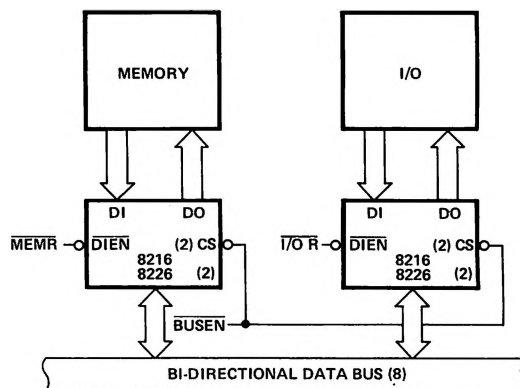 MEMORY
I/O
DI DO
DI DO
MEMR DIEN (2) CS
8216
8226 (2)
I/O R DIEN (2) CS
8216
8226 (2)
BUSEN
BI-DIRECTIONAL DATA BUS (8)